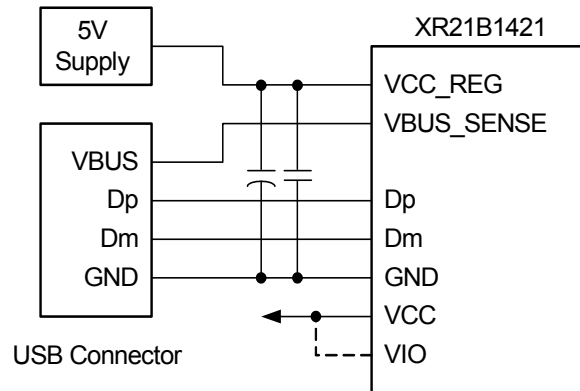 XR21B1421
5V
Supply
VCC_REG
VBUS_SENSE
VBUS
Dp
Dp
Dm
Dm
GND
GND
VCC
VIO
USB Connector